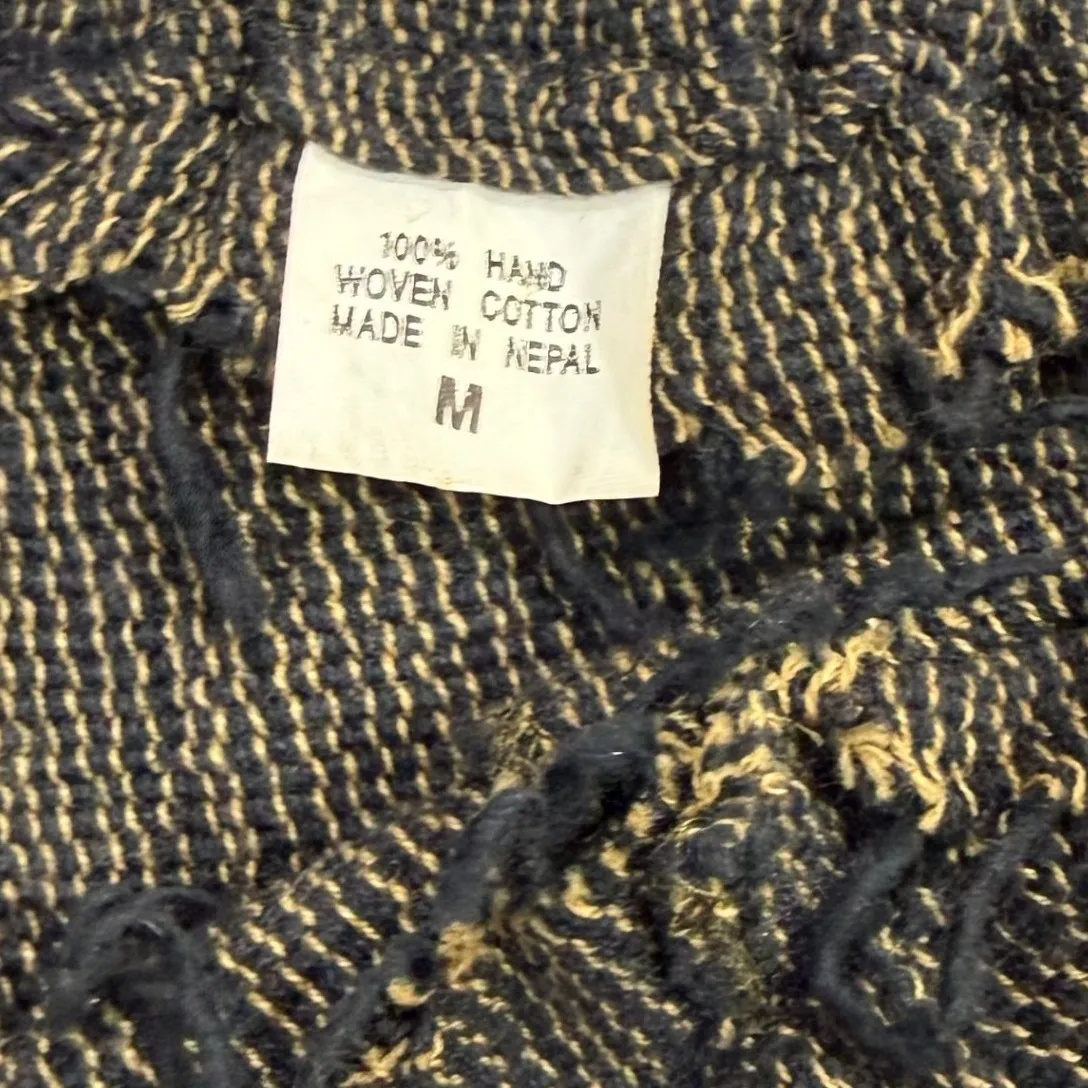 100% HAND
WOVEN COTTON
MADE IN NEPAL
M